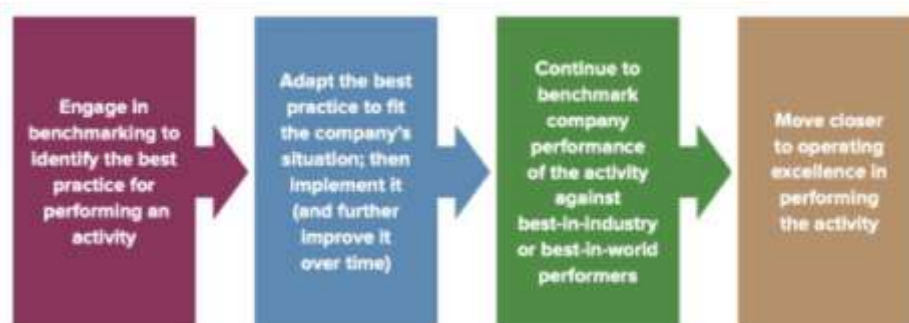 Engage in
benchmarking to
identify the best
practice for
performing an
activity
Adapt the best
practice to fit
the company's
situation; then
implement it
(and further
improve it
over time)
Continue to
benchmark
company
performance
of the activity
against
best-in-industry
or best-in-world
performers
Move closer
to operating
excellence in
performing
the activity